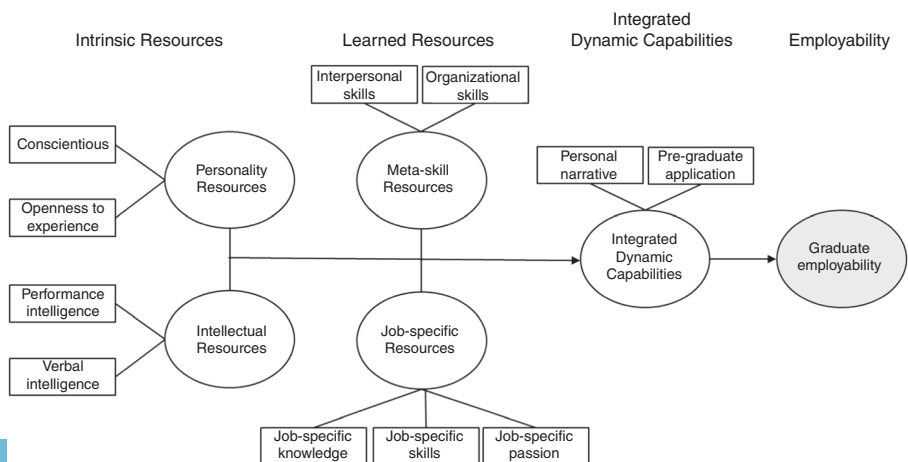 Intrinsic Resources
Learned Resources
Integrated
Dynamic Capabilities
Employability
Interpersonal
skills
Organizational
skills
Conscientious
Openness to
experience
Personality
Resources
Meta-skill
Resources
Personal
narrative
Pre-graduate
application
Integrated
Dynamic
Capabilities
Graduate
employability
Performance
intelligence
Verbal
intelligence
Intellectual
Resources
Job-specific
Resources
Job-specific
knowledge
Job-specific
skills
Job-specific
passion